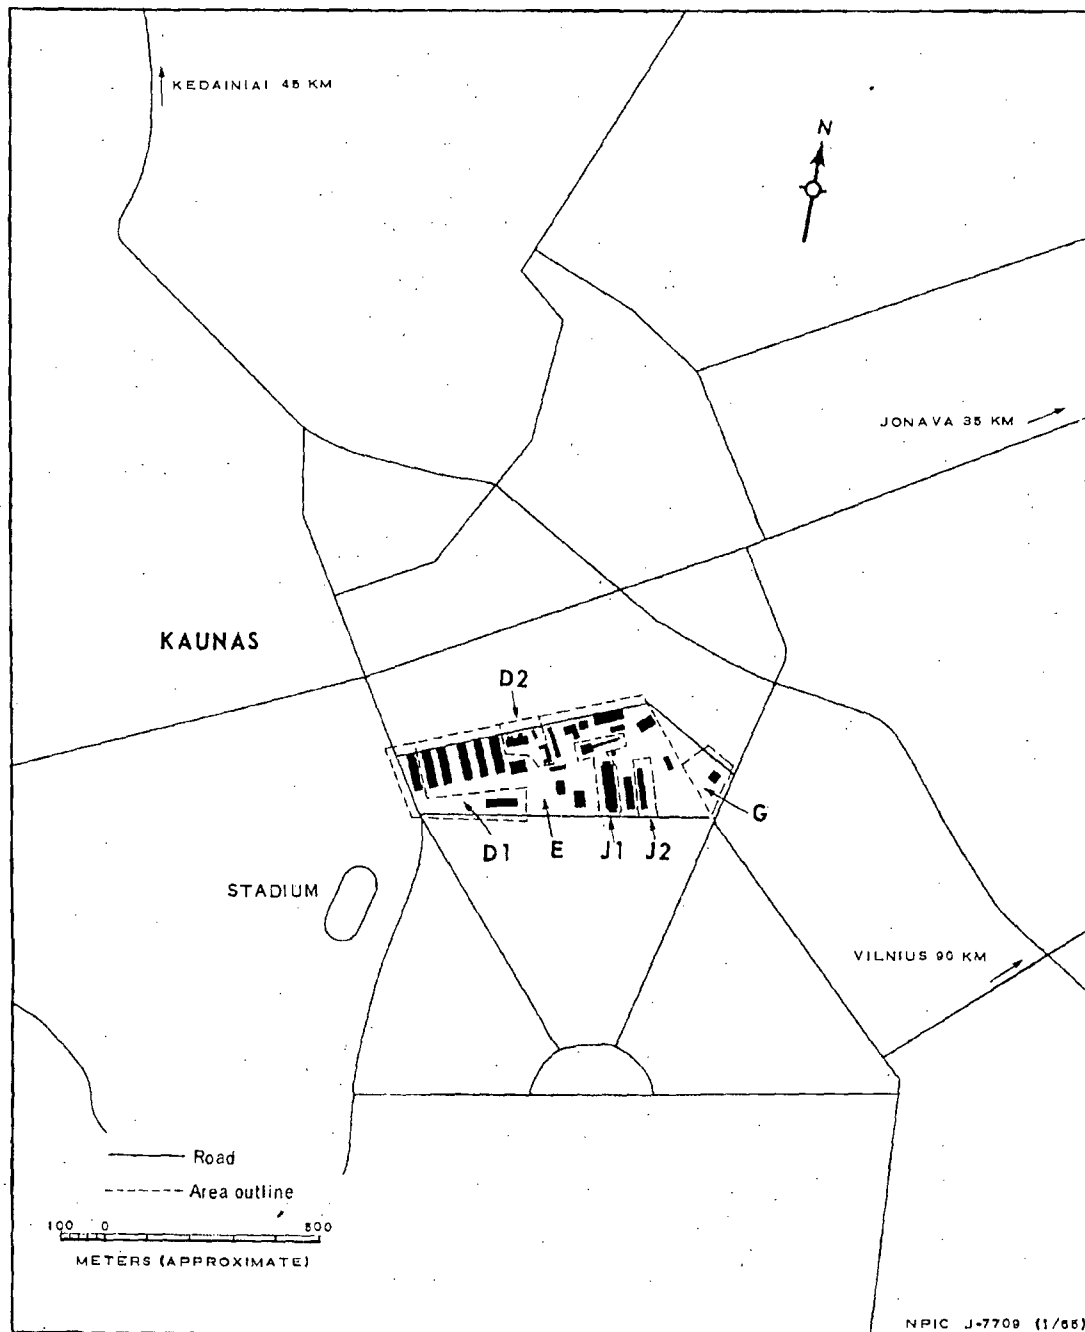 KEDAINIAI 45 KM
N
JONAVA 35 KM
KAUNAS
D2
G
D1 E J1 J2
STADIUM
VILNIUS 90 KM
Road
Area outline
100 0 500
METERS (APPROXIMATE)
NPIC J-7709 (1/65)